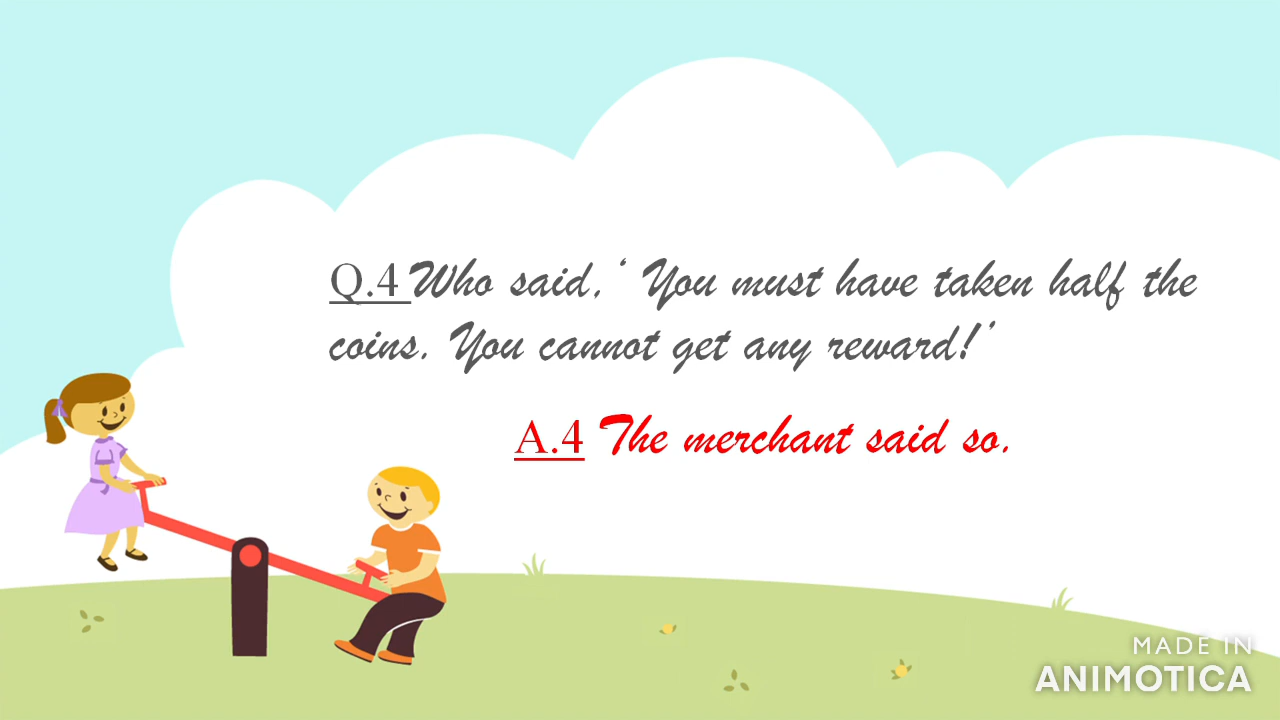 Q.4 Who said,‘ You must have taken half the
coins. You cannot get any reward!’
A.4 The merchant said so.
MADE IN
ANIMOTICA